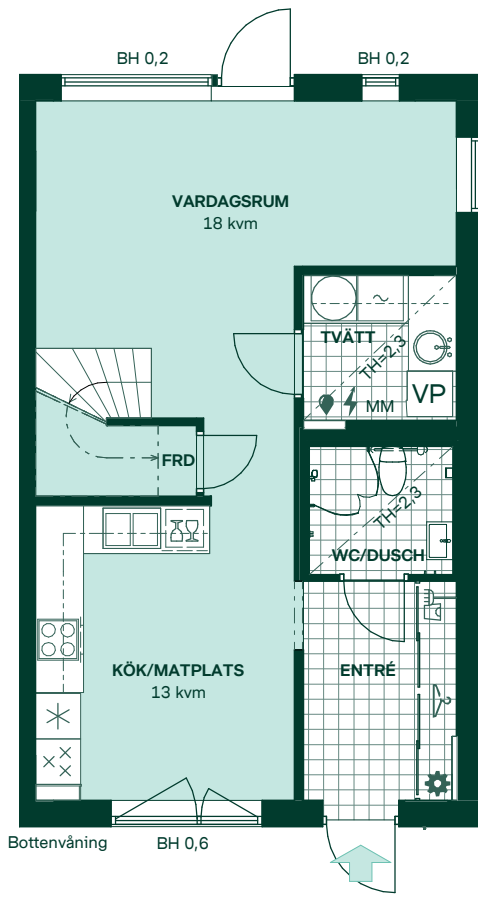 BH 0,2
BH 0,2
VARDAGSRUM
18 kvm
TVÄTT
TH=2,3
VP
MM
FRD
TH=2,3
WC/DUSCH
KÖK/MATPLATS
13 kvm
ENTRÉ
Bottenvåning
BH 0,6